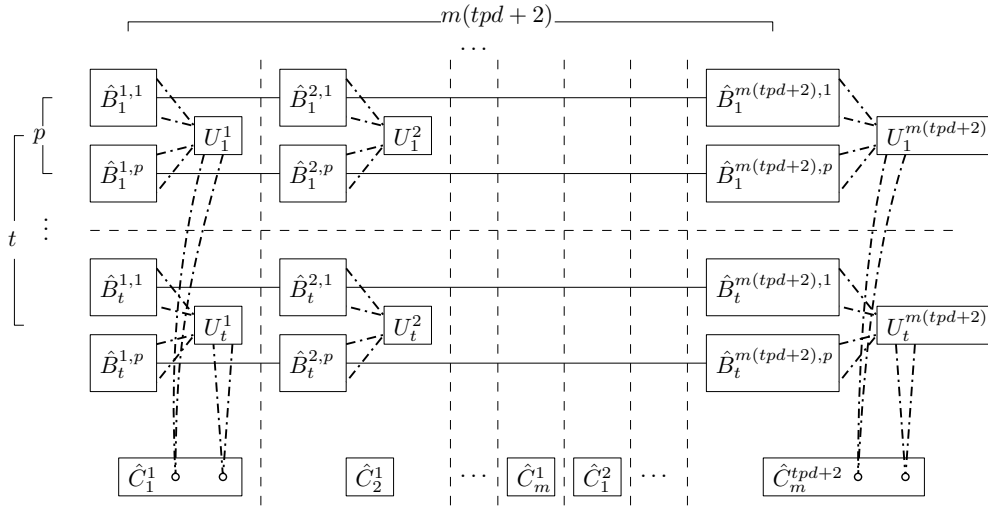 m(tpd + 2)
⋯
B̂_1^{1,1} B̂_1^{2,1} B̂_1^{m(tpd+2),1}
p U_1^1 U_1^2 U_1^{m(tpd+2)}
B̂_1^{1,p} B̂_1^{2,p} B̂_1^{m(tpd+2),p}
t ⋮
B̂_t^{1,1} B̂_t^{2,1} B̂_t^{m(tpd+2),1}
U_t^1 U_t^2 U_t^{m(tpd+2)}
B̂_t^{1,p} B̂_t^{2,p} B̂_t^{m(tpd+2),p}
Ĉ_1^1 Ĉ_2^1 ⋯ Ĉ_m^1 Ĉ_1^2 ⋯ Ĉ_m^{tpd+2}